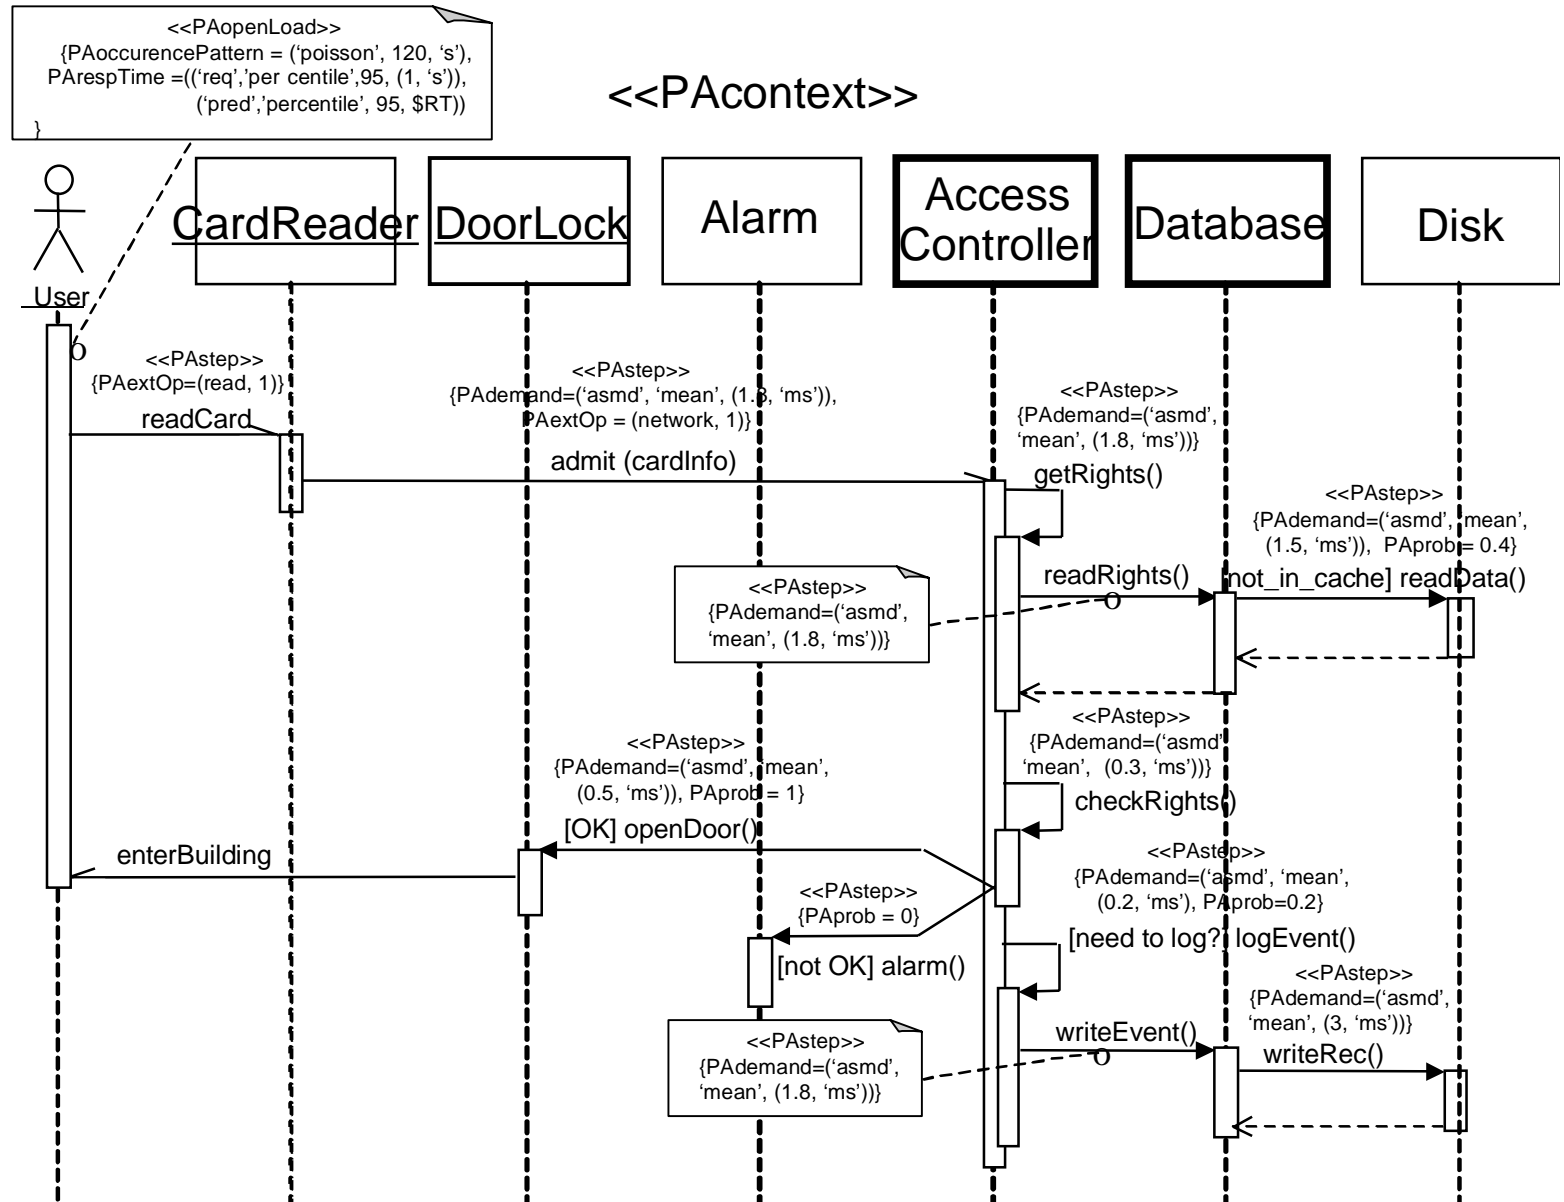 <<PAopenLoad>>
{PAoccurencePattern = (‘poisson’, 120, ‘s’),
PArespTime =((‘req’,’per centile’,95, (1, ‘s’)),
(‘pred’,’percentile’, 95, $RT))
}
<<PAcontext>>
User
CardReader
DoorLock
Alarm
Access
Controller
Database
Disk
o
<<PAstep>>
{PAextOp=(read, 1)}
readCard
<<PAstep>>
{PAdemand=(‘asmd’, ‘mean’, (1.8, ‘ms’)),
PAextOp = (network, 1)}
admit (cardInfo)
<<PAstep>>
{PAdemand=(‘asmd’,
‘mean’, (1.8, ‘ms’))}
getRights()
<<PAstep>>
{PAdemand=(‘asmd’, ‘mean’,
(1.5, ‘ms’)), PAprob = 0.4}
[not_in_cache] readData()
<<PAstep>>
{PAdemand=(‘asmd’,
‘mean’, (1.8, ‘ms’))}
readRights()
o
<<PAstep>>
{PAdemand=(‘asmd’
‘mean’, (0.3, ‘ms’))}
checkRights()
<<PAstep>>
{PAdemand=(‘asmd’, ‘mean’,
(0.5, ‘ms’)), PAprob = 1}
[OK] openDoor()
enterBuilding
<<PAstep>>
{PAprob = 0}
[not OK] alarm()
<<PAstep>>
{PAdemand=(‘asmd’, ‘mean’,
(0.2, ‘ms’), PAprob=0.2}
[need to log?] logEvent()
<<PAstep>>
{PAdemand=(‘asmd’,
‘mean’, (1.8, ‘ms’))}
writeEvent()
o
<<PAstep>>
{PAdemand=(‘asmd’,
‘mean’, (3, ‘ms’))}
writeRec()